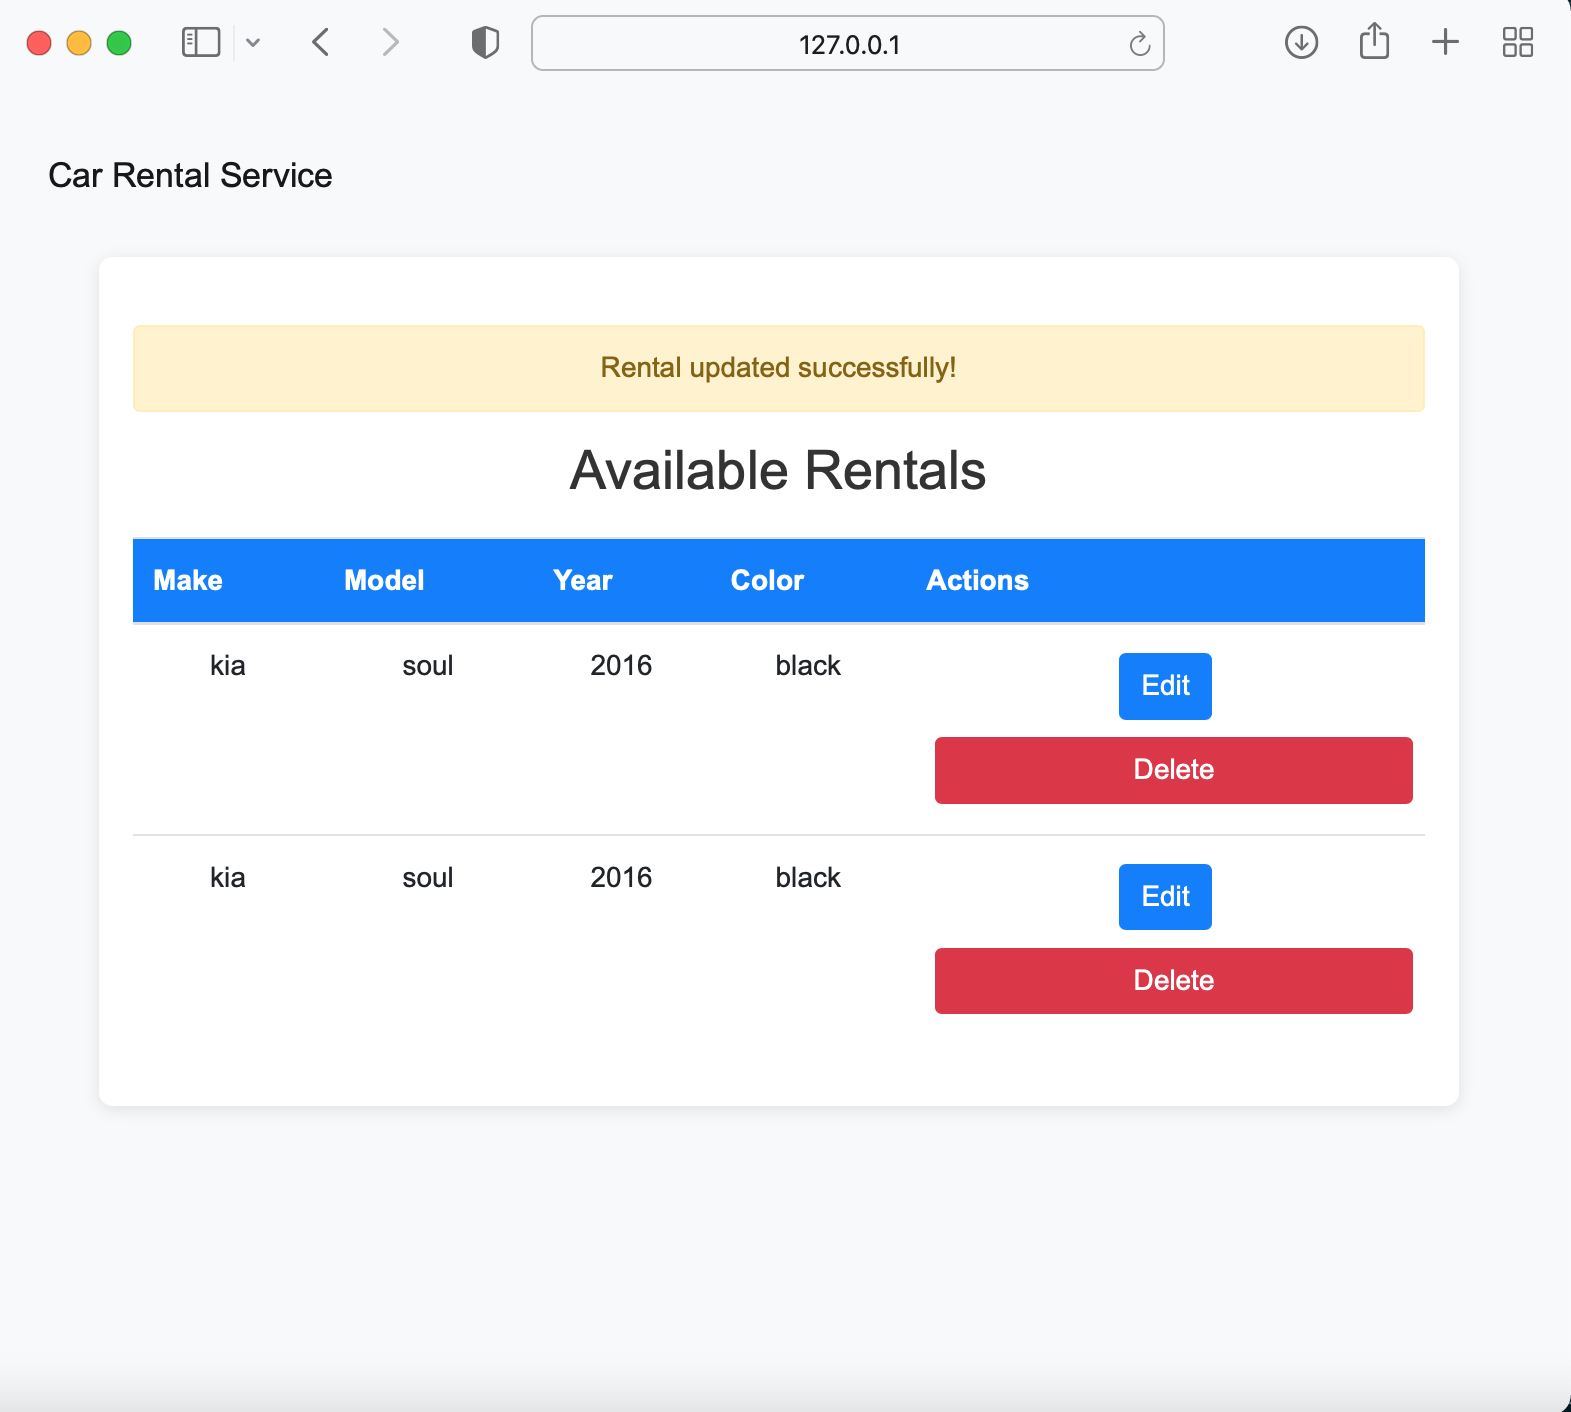 127.0.0.1
Car Rental Service
Rental updated successfully!
Available Rentals
Make Model Year Color Actions
kia soul 2016 black Edit
Delete
kia soul 2016 black Edit
Delete